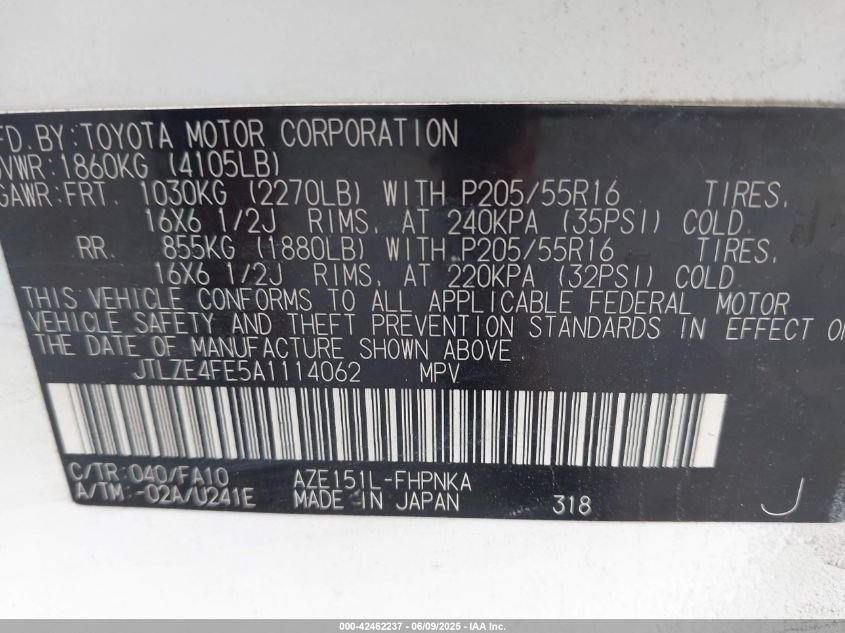 FD. BY: TOYOTA MOTOR CORPORATION
VWR: 1860KG (4105LB)
GAWR: FRT. 1030KG (2270LB) WITH P205/55R16 TIRES,
16X6 1/2J RIMS, AT 240KPA (35PSI) COLD.
RR. 855KG (1880LB) WITH P205/55R16 TIRES,
16X6 1/2J RIMS, AT 220KPA (32PSI) COLD.
THIS VEHICLE CONFORMS TO ALL APPLICABLE FEDERAL MOTOR
VEHICLE SAFETY AND THEFT PREVENTION STANDARDS IN EFFECT ON
THE DATE OF MANUFACTURE SHOWN ABOVE
JTLZE4FE5A1114062 MPV
C/TR: 040/FA10 AZE151L-FHPNKA
A/TM: -02A/U241E MADE IN JAPAN 318 J
000-42462237 - 06/09/2025 - IAA Inc.